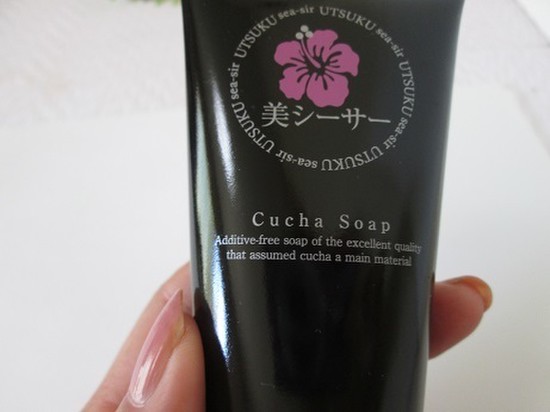 UTSUKU sea-sir UTSUKU sea-sir UTSUKU sea-sir UTSUKU sea-sir
美シーサー
Cucha Soap
Additive-free soap of the excellent quality
that assumed cucha a main material